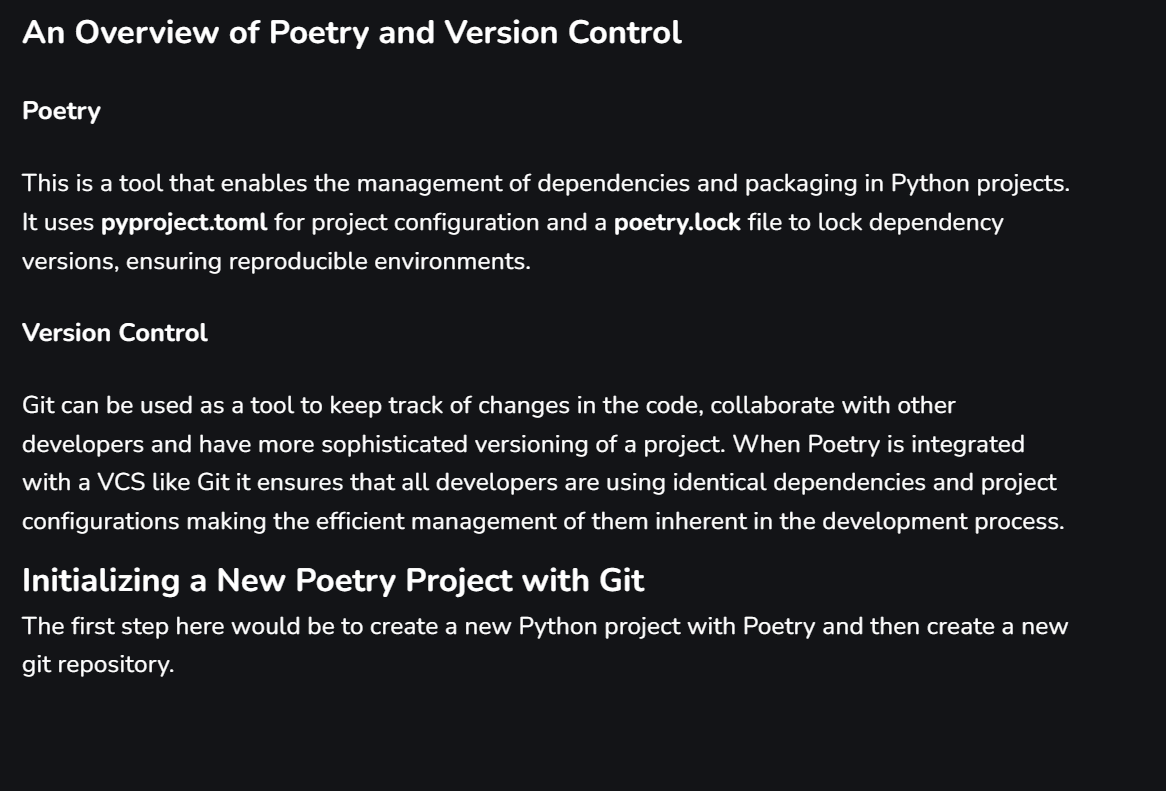 An Overview of Poetry and Version Control
Poetry
This is a tool that enables the management of dependencies and packaging in Python projects.
It uses pyproject.toml for project configuration and a poetry.lock file to lock dependency
versions, ensuring reproducible environments.
Version Control
Git can be used as a tool to keep track of changes in the code, collaborate with other
developers and have more sophisticated versioning of a project. When Poetry is integrated
with a VCS like Git it ensures that all developers are using identical dependencies and project
configurations making the efficient management of them inherent in the development process.
Initializing a New Poetry Project with Git
The first step here would be to create a new Python project with Poetry and then create a new
git repository.